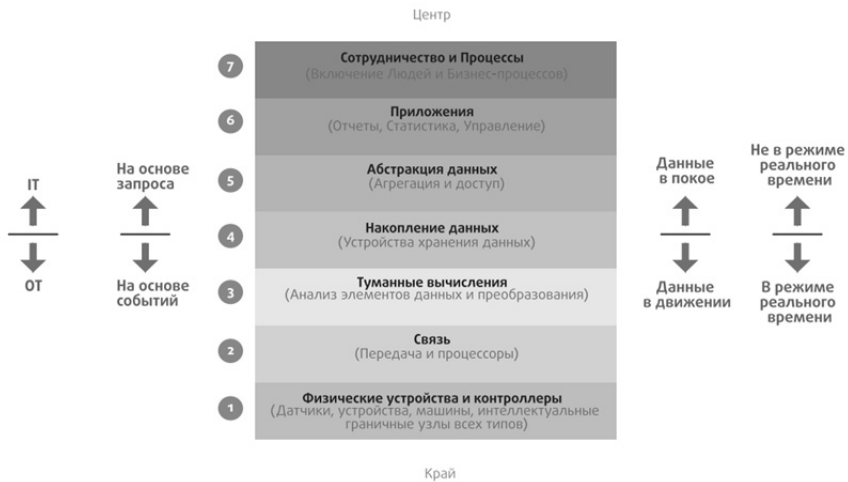 Центр
7
Сотрудничество и Процессы
(Включение Людей и Бизнес-процессов)
6
Приложения
(Отчеты, Статистика, Управление)
5
Абстракция данных
(Агрегация и доступ)
4
Накопление данных
(Устройства хранения данных)
3
Туманные вычисления
(Анализ элементов данных и преобразования)
2
Связь
(Передача и процессоры)
1
Физические устройства и контроллеры
(Датчики, устройства, машины, интеллектуальные
граничные узлы всех типов)
Край
IT
OT
На основе
запроса
На основе
событий
Данные
в покое
Данные
в движении
Не в режиме
реального
времени
В режиме
реального
времени